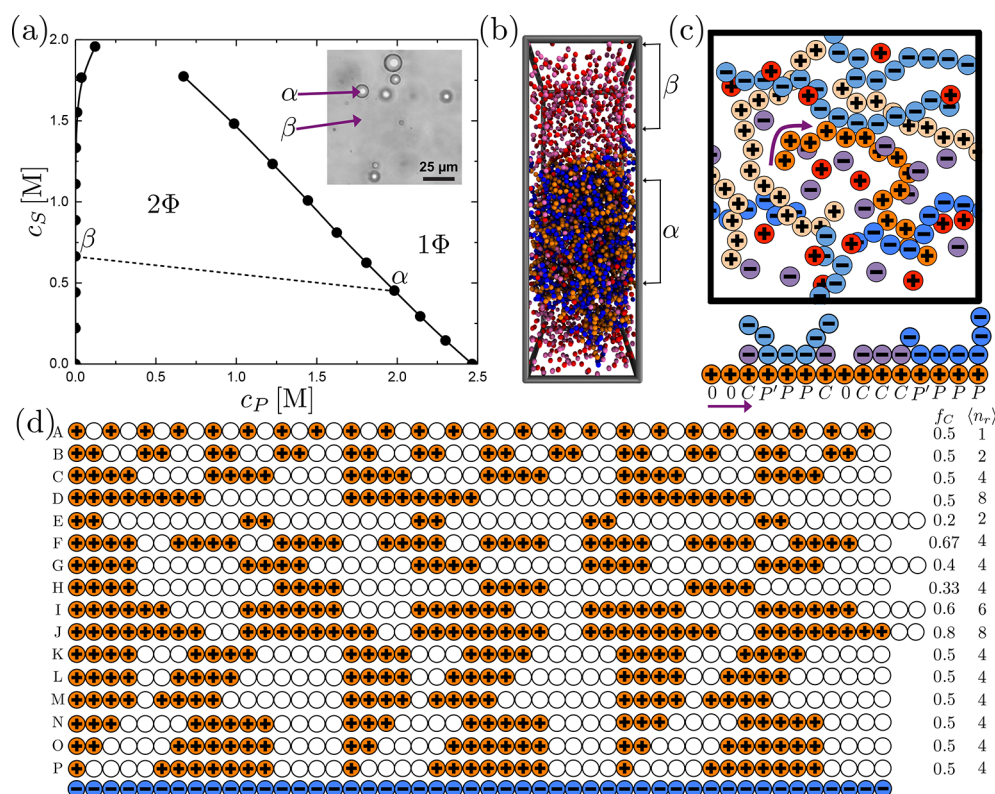 (a)
2.0
1.5
1.0
0.5
0.0
c_S [M]
0.0 0.5 1.0 1.5 2.0 2.5
c_P [M]
2Φ
1Φ
β
α
α
β
25 μm
(b)
β
α
(c)
0 0 C P' P P C 0 C C C P' P P P
(d)
f_C ⟨n_r⟩
A 0.5 1
B 0.5 2
C 0.5 4
D 0.5 8
E 0.2 2
F 0.67 4
G 0.4 4
H 0.33 4
I 0.6 6
J 0.8 8
K 0.5 4
L 0.5 4
M 0.5 4
N 0.5 4
O 0.5 4
P 0.5 4